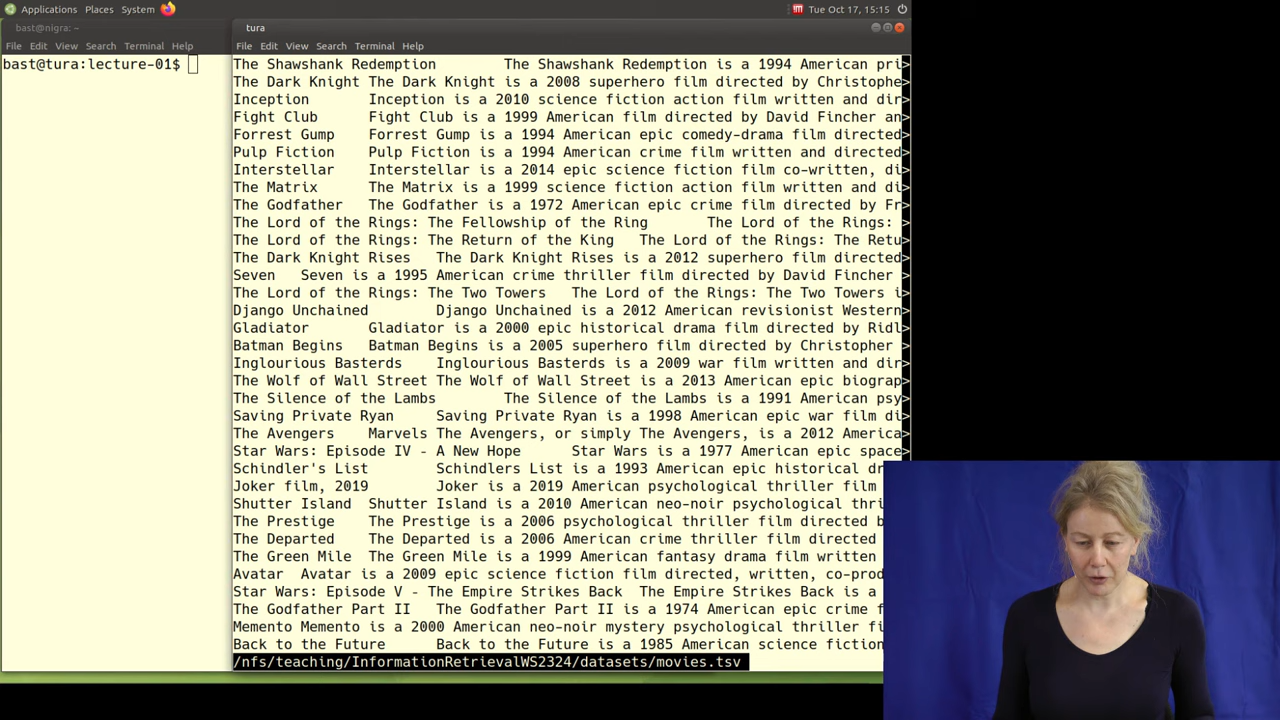 Applications Places System
Tue Oct 17, 15:15
bast@nigra: ~
File Edit View Search Terminal Help
bast@tura:lecture-01$
tura
File Edit View Search Terminal Help
The Shawshank Redemption The Shawshank Redemption is a 1994 American pri>
The Dark Knight The Dark Knight is a 2008 superhero film directed by Christophe>
Inception Inception is a 2010 science fiction action film written and dir>
Fight Club Fight Club is a 1999 American film directed by David Fincher an>
Forrest Gump Forrest Gump is a 1994 American epic comedy-drama film directed>
Pulp Fiction Pulp Fiction is a 1994 American crime film written and directed>
Interstellar Interstellar is a 2014 epic science fiction film co-written, di>
The Matrix The Matrix is a 1999 science fiction action film written and di>
The Godfather The Godfather is a 1972 American epic crime film directed by Fr>
The Lord of the Rings: The Fellowship of the Ring The Lord of the Rings: >
The Lord of the Rings: The Return of the King The Lord of the Rings: The Retu>
The Dark Knight Rises The Dark Knight Rises is a 2012 superhero film directed>
Seven Seven is a 1995 American crime thriller film directed by David Fincher >
The Lord of the Rings: The Two Towers The Lord of the Rings: The Two Towers i>
Django Unchained Django Unchained is a 2012 American revisionist Western>
Gladiator Gladiator is a 2000 epic historical drama film directed by Ridl>
Batman Begins Batman Begins is a 2005 superhero film directed by Christopher >
Inglourious Basterds Inglourious Basterds is a 2009 war film written and dir>
The Wolf of Wall Street The Wolf of Wall Street is a 2013 American epic biograp>
The Silence of the Lambs The Silence of the Lambs is a 1991 American psy>
Saving Private Ryan Saving Private Ryan is a 1998 American epic war film di>
The Avengers Marvels The Avengers, or simply The Avengers, is a 2012 America>
Star Wars: Episode IV - A New Hope Star Wars is a 1977 American epic space>
Schindler's List Schindlers List is a 1993 American epic historical dr
Joker film, 2019 Joker is a 2019 American psychological thriller film
Shutter Island Shutter Island is a 2010 American neo-noir psychological thri
The Prestige The Prestige is a 2006 psychological thriller film directed b
The Departed The Departed is a 2006 American crime thriller film directed
The Green Mile The Green Mile is a 1999 American fantasy drama film written
Avatar Avatar is a 2009 epic science fiction film directed, written, co-prod
Star Wars: Episode V - The Empire Strikes Back The Empire Strikes Back is a
The Godfather Part II The Godfather Part II is a 1974 American epic crime f
Memento Memento is a 2000 American neo-noir mystery psychological thriller fi
Back to the Future Back to the Future is a 1985 American science fiction
/nfs/teaching/InformationRetrievalWS2324/datasets/movies.tsv